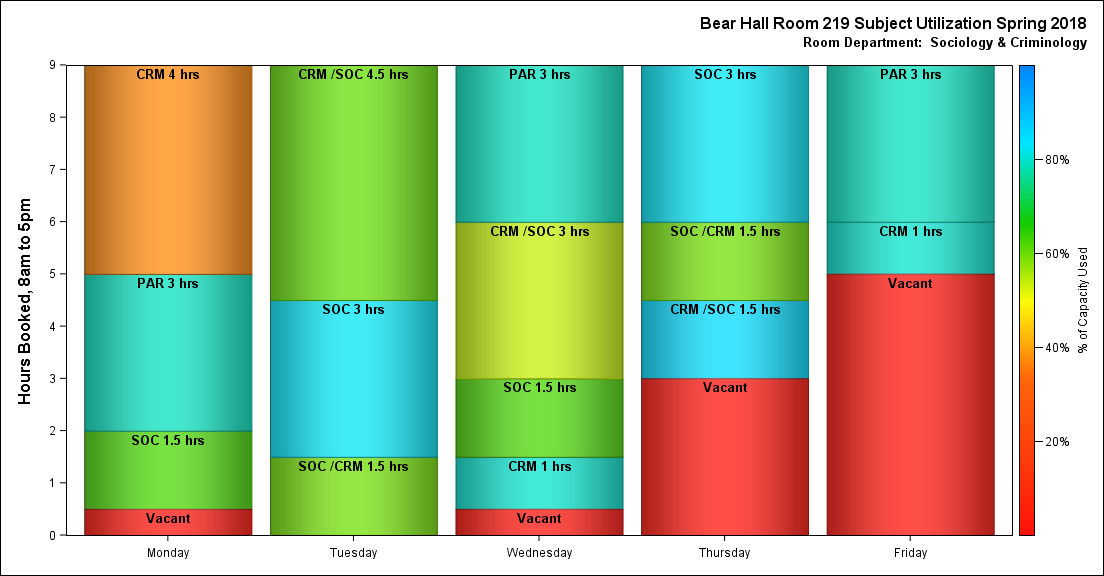 Bear Hall Room 219 Subject Utilization Spring 2018
Room Department:  Sociology & Criminology
Hours Booked, 8am to 5pm
9
8
7
6
5
4
3
2
1
0
CRM 4 hrs
PAR 3 hrs
SOC 1.5 hrs
Vacant
Monday
CRM /SOC 4.5 hrs
SOC 3 hrs
SOC /CRM 1.5 hrs
Tuesday
PAR 3 hrs
CRM /SOC 3 hrs
SOC 1.5 hrs
CRM 1 hrs
Vacant
Wednesday
SOC 3 hrs
SOC /CRM 1.5 hrs
CRM /SOC 1.5 hrs
Vacant
Thursday
PAR 3 hrs
CRM 1 hrs
Vacant
Friday
80%
60%
40%
20%
% of Capacity Used